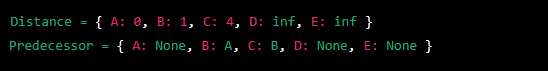 Distance = { A: 0, B: 1, C: 4, D: inf, E: inf }
Predecessor = { A: None, B: A, C: B, D: None, E: None }